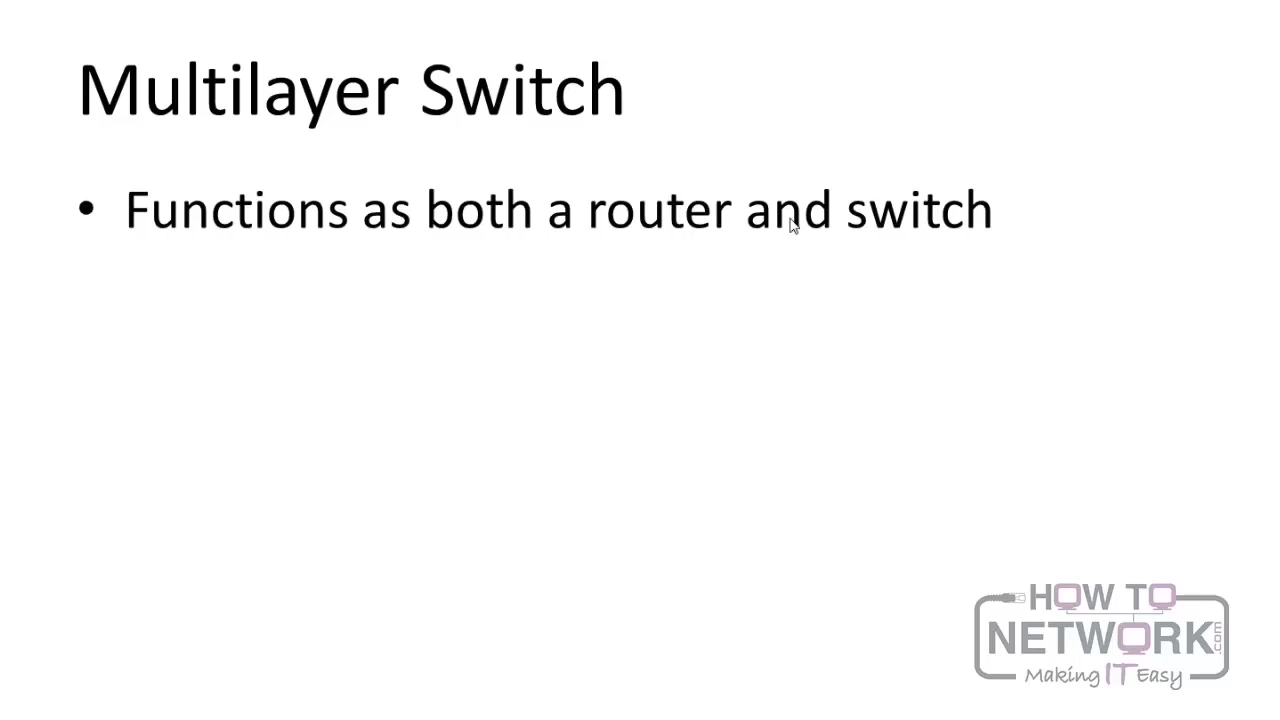 Multilayer Switch
• Functions as both a router and switch
HOW TO
NETWORK.com
Making IT Easy